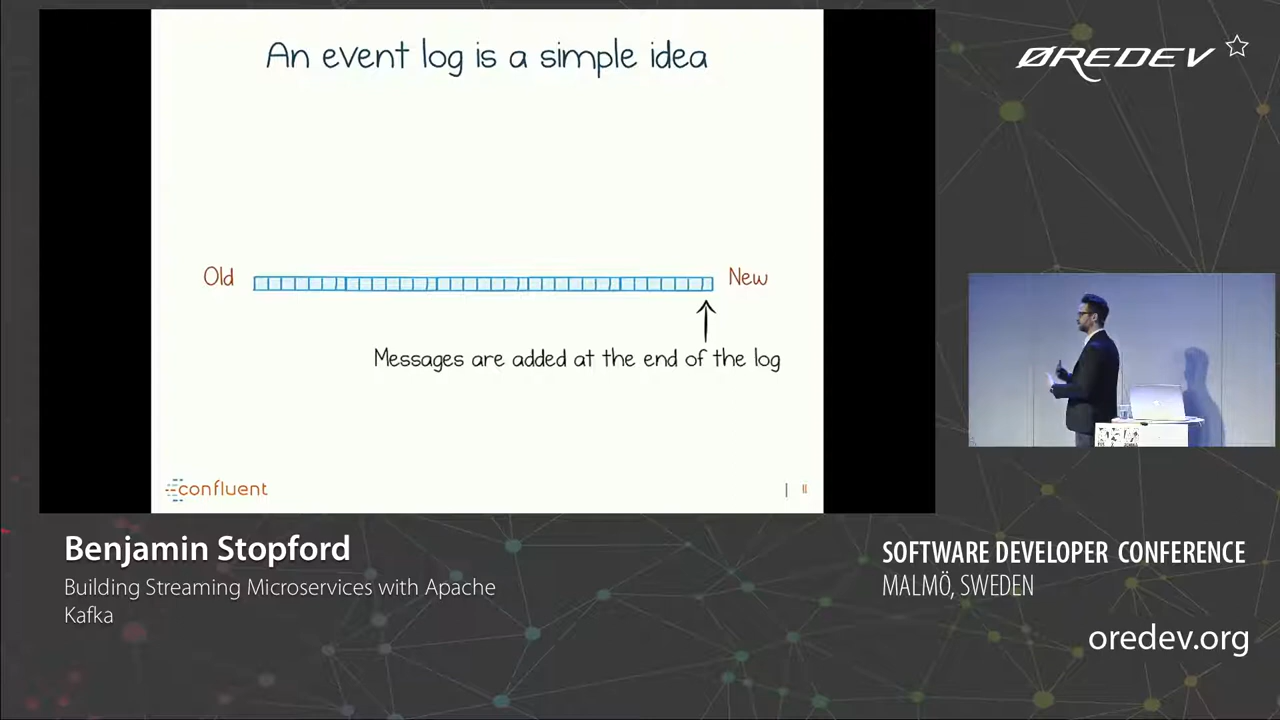 An event log is a simple idea
ØREDEV
Old
New
Messages are added at the end of the log
confluent
| 11
Benjamin Stopford
Building Streaming Microservices with Apache
Kafka
SOFTWARE DEVELOPER CONFERENCE
MALMÖ, SWEDEN
oredev.org